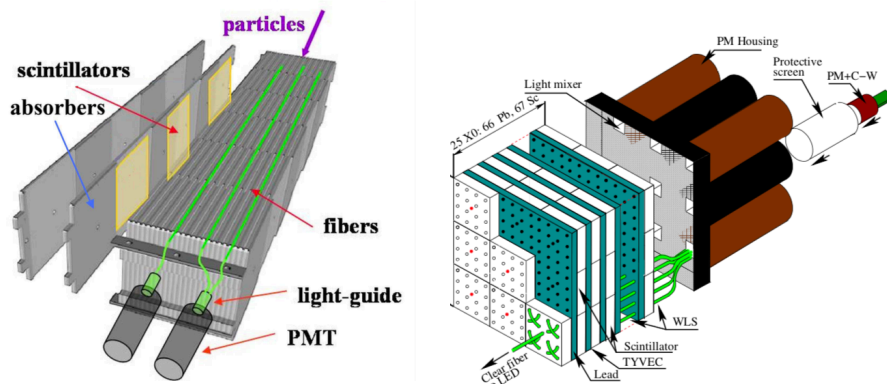 particles
scintillators
absorbers
fibers
light-guide
PMT
PM Housing
Protective
screen
PM+C-W
Light mixer
25 X0: 66 Pb, 67 Sc
WLS
Scintillator
TYVEC
Lead
Clear fiber
LED